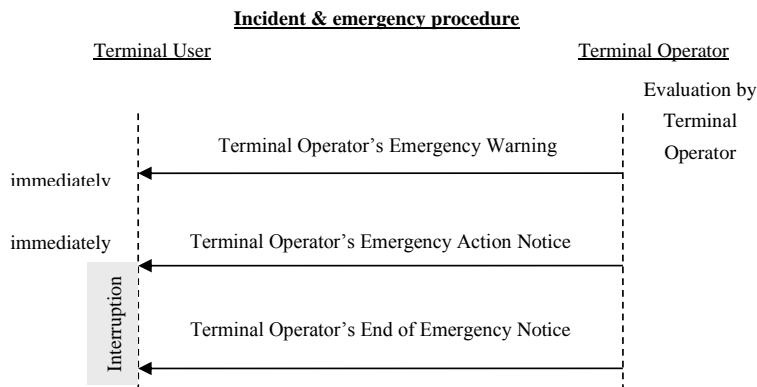 Incident & emergency procedure
Terminal User
Terminal Operator
Evaluation by
Terminal
Operator
Terminal Operator’s Emergency Warning
immediately
immediately
Terminal Operator’s Emergency Action Notice
Interruption
Terminal Operator’s End of Emergency Notice